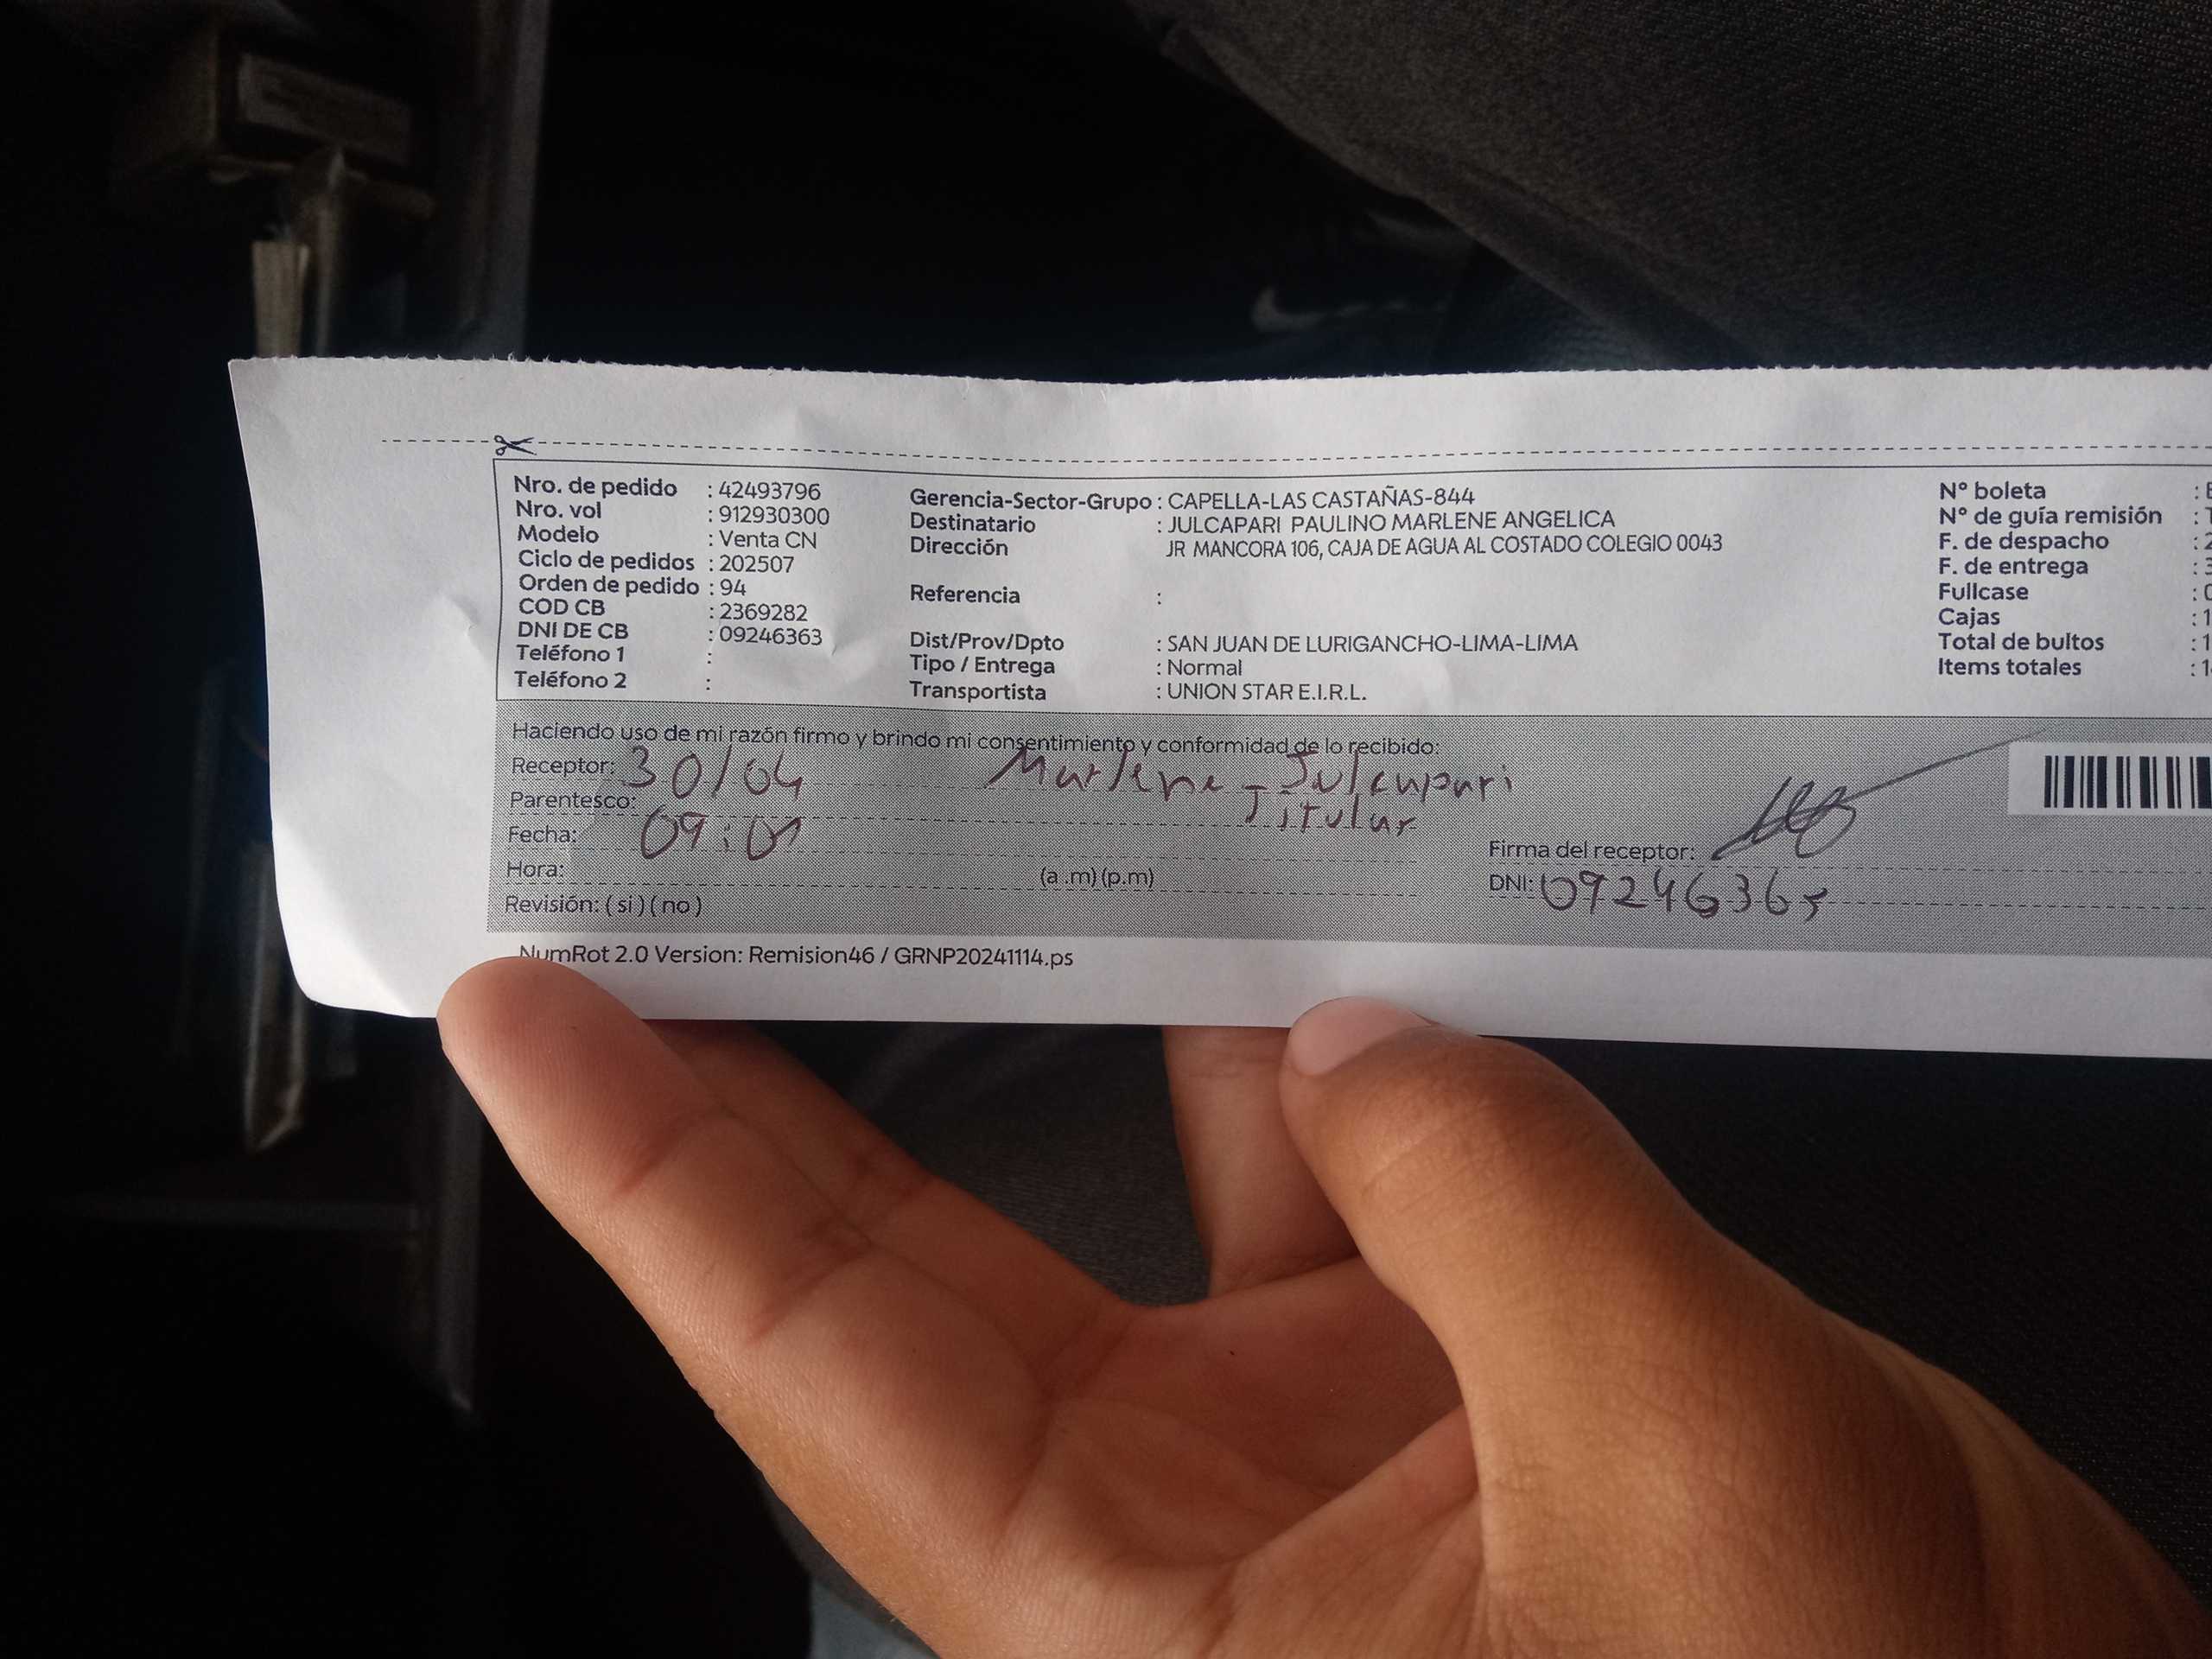 Nro. de pedido : 42493796
Nro. vol : 912930300
Modelo : Venta CN
Ciclo de pedidos : 202507
Orden de pedido : 94
COD CB : 2369282
DNI DE CB : 09246363
Teléfono 1 :
Teléfono 2 :
Gerencia-Sector-Grupo : CAPELLA-LAS CASTAÑAS-844
Destinatario : JULCAPARI PAULINO MARLENE ANGELICA
Dirección JR MANCORA 106, CAJA DE AGUA AL COSTADO COLEGIO 0043
Referencia :
Dist/Prov/Dpto : SAN JUAN DE LURIGANCHO-LIMA-LIMA
Tipo / Entrega : Normal
Transportista : UNION STAR E.I.R.L.
N° boleta :
N° de guía remisión :
F. de despacho : 2
F. de entrega : 3
Fullcase :
Cajas : 1
Total de bultos : 1
Items totales : 1
Haciendo uso de mi razón firmo y brindo mi consentimiento y conformidad de lo recibido:
Receptor: 30/04 Marlene Julcapari
Parentesco: Titular
Fecha: 09:01
Hora: (a .m) (p.m)
Revisión: ( si ) ( no )
Firma del receptor:
DNI: 09246363
NumRot 2.0 Version: Remision46 / GRNP20241114.ps